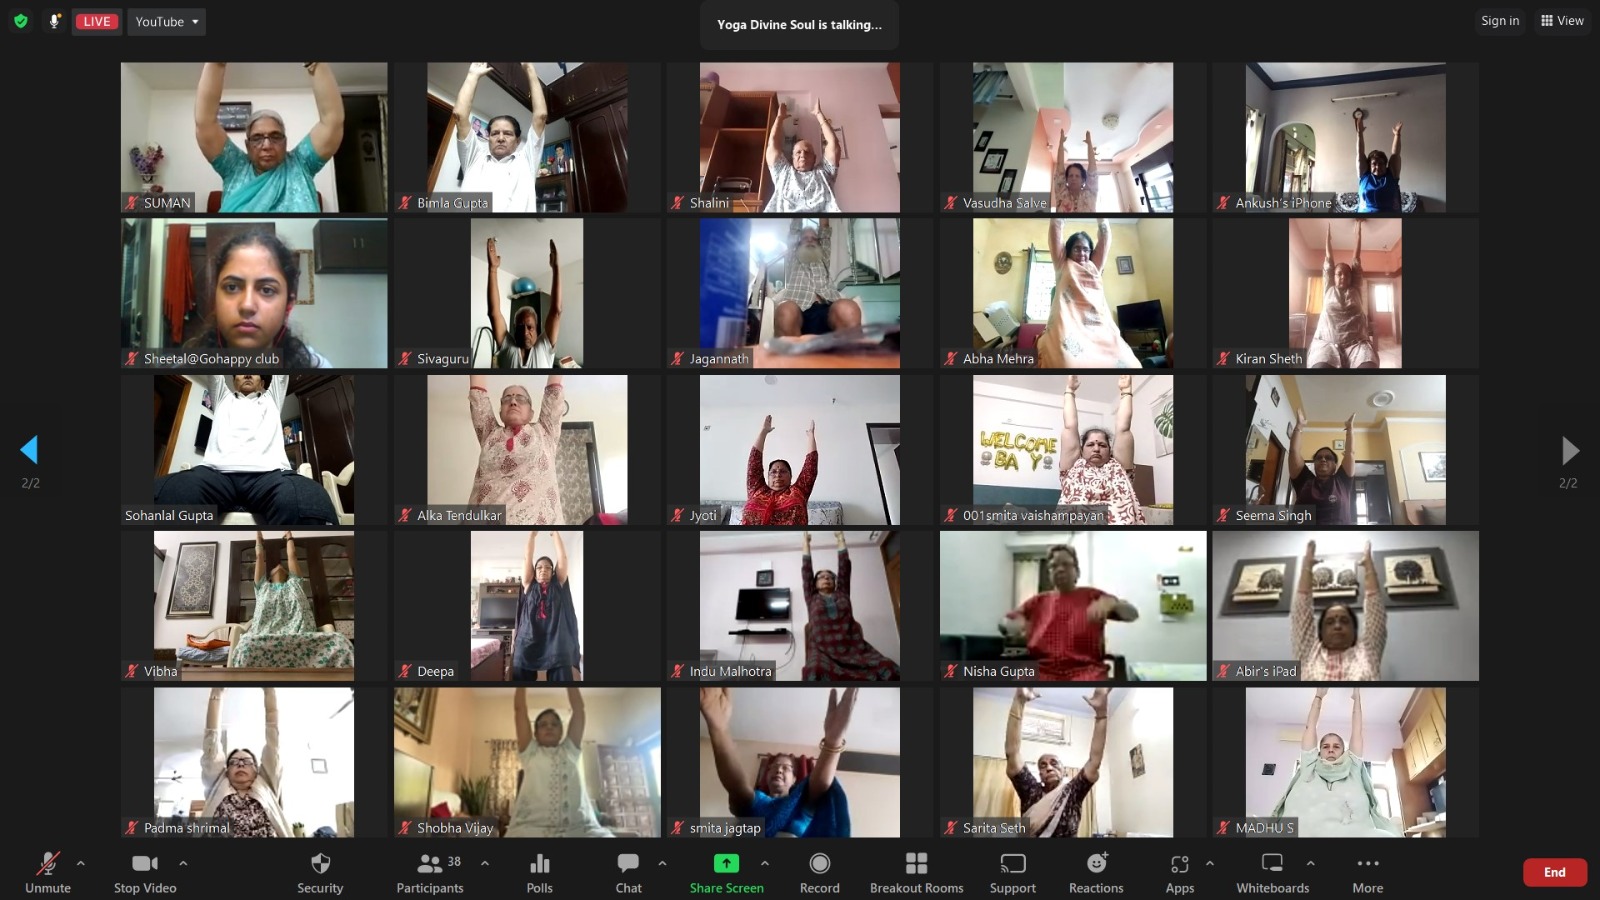 LIVE
YouTube
Yoga Divine Soul is talking...
Sign in
View
SUMAN
Bimla Gupta
Shalini
Vasudha Salve
Ankush's iPhone
Sheetal@Gohappy club
Sivaguru
Jagannath
Abha Mehra
Kiran Sheth
2/2
2/2
WELCOME
BA Y
Sohanlal Gupta
Alka Tendulkar
Jyoti
001smita vaishampayan
Seema Singh
Vibha
Deepa
Indu Malhotra
Nisha Gupta
Abir's iPad
Padma shrimal
Shobha Vijay
smita jagtap
Sarita Seth
MADHU S
38
Unmute
Stop Video
Security
Participants
Polls
Chat
Share Screen
Record
Breakout Rooms
Support
Reactions
Apps
Whiteboards
More
End